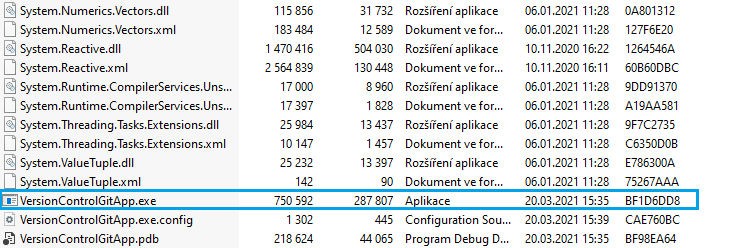 System.Numerics.Vectors.dll 115 856 31 732 Rozšíření aplikace 06.01.2021 11:28 0A801312
System.Numerics.Vectors.xml 183 484 12 589 Dokument ve for... 06.01.2021 11:28 127F6E20
System.Reactive.dll 1 470 416 504 030 Rozšíření aplikace 10.11.2020 16:22 1264546A
System.Reactive.xml 2 564 839 130 448 Dokument ve for... 10.11.2020 16:11 60B60DBC
System.Runtime.CompilerServices.Uns... 17 000 8 960 Rozšíření aplikace 06.01.2021 11:28 9DD91370
System.Runtime.CompilerServices.Uns... 17 397 1 828 Dokument ve for... 06.01.2021 11:28 A19AA581
System.Threading.Tasks.Extensions.dll 25 984 13 437 Rozšíření aplikace 06.01.2021 11:28 9F7C2735
System.Threading.Tasks.Extensions.xml 10 147 1 457 Dokument ve for... 06.01.2021 11:28 C6350D0B
System.ValueTuple.dll 25 232 13 397 Rozšíření aplikace 06.01.2021 11:28 E786300A
System.ValueTuple.xml 142 90 Dokument ve for... 06.01.2021 11:28 75267AAA
VersionControlGitApp.exe 750 592 287 807 Aplikace 20.03.2021 15:35 BF1D6DD8
VersionControlGitApp.exe.config 1 302 445 Configuration Sou... 20.03.2021 15:39 CAE760BC
VersionControlGitApp.pdb 218 624 44 065 Program Debug D... 20.03.2021 15:35 BF98EA64